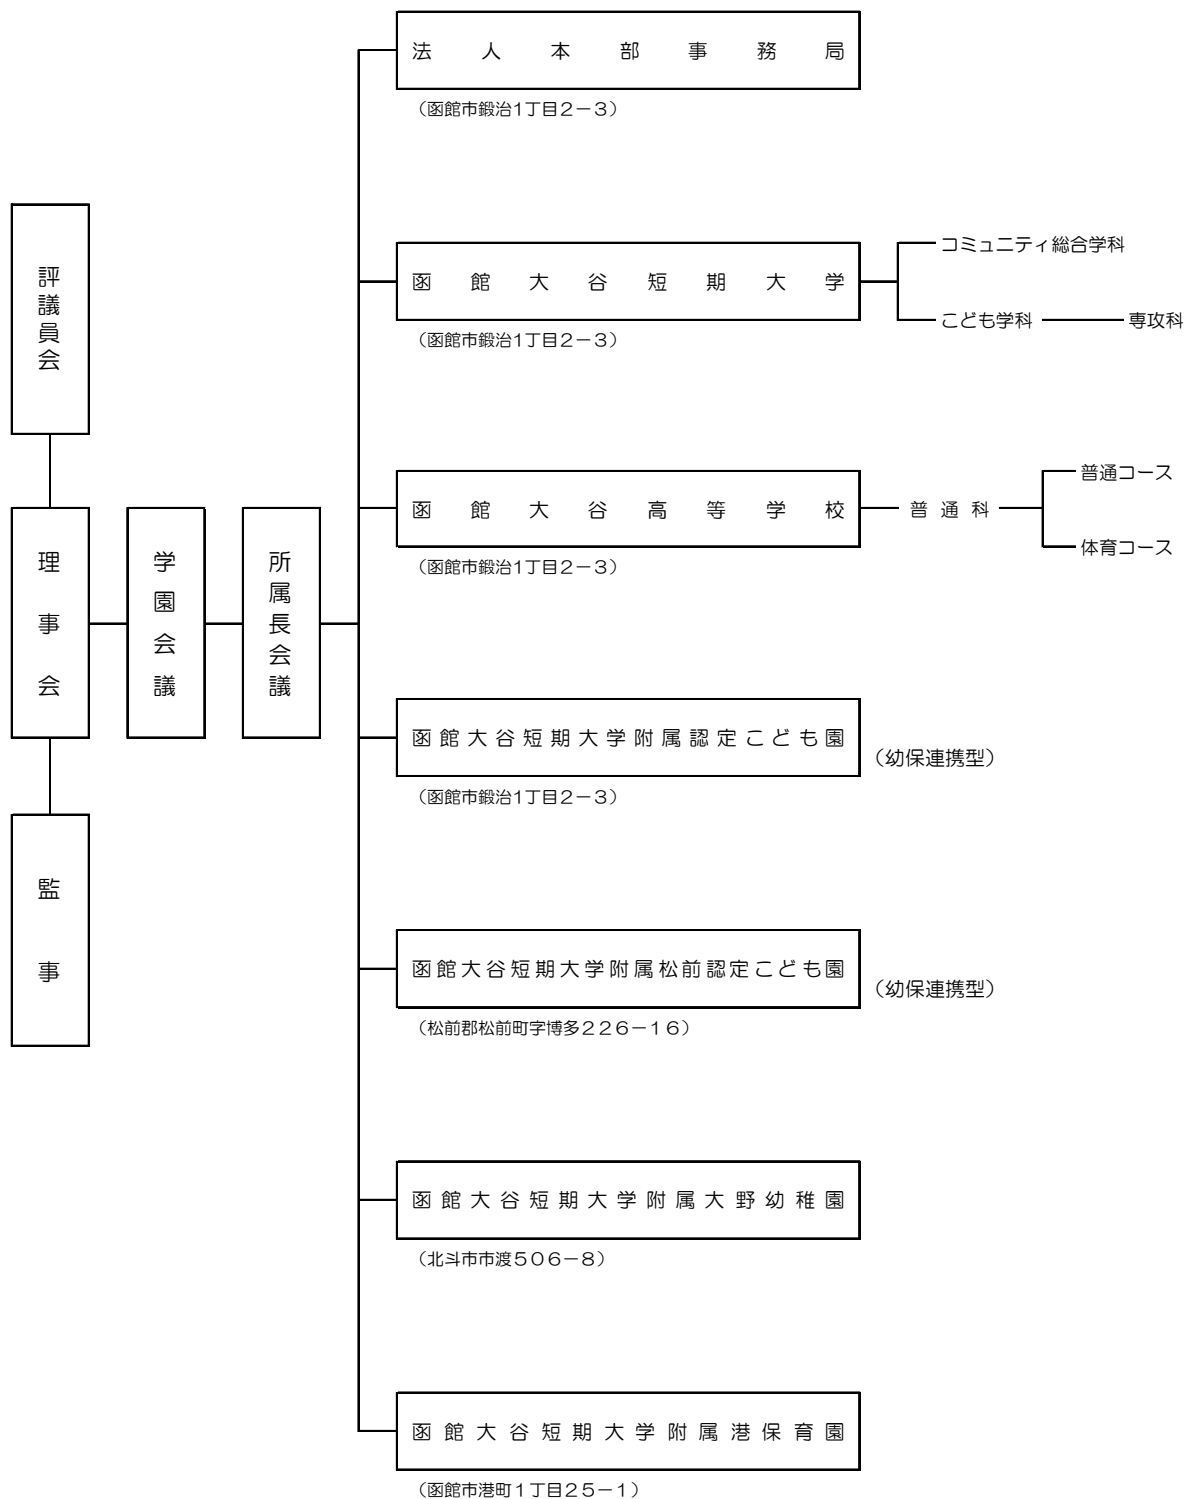 法人本部事務局
（函館市鍛治1丁目２－３）
評議員会
理事会
監事
学園会議
所属長会議
函館大谷短期大学
（函館市鍛治1丁目２－３）
コミュニティ総合学科
こども学科
専攻科
函館大谷高等学校
（函館市鍛治1丁目２－３）
普通科
普通コース
体育コース
函館大谷短期大学附属認定こども園
（幼保連携型）
（函館市鍛治1丁目２－３）
函館大谷短期大学附属松前認定こども園
（幼保連携型）
（松前郡松前町字博多２２６－１６）
函館大谷短期大学附属大野幼稚園
（北斗市市渡５０６－８）
函館大谷短期大学附属港保育園
（函館市港町１丁目２５－１）